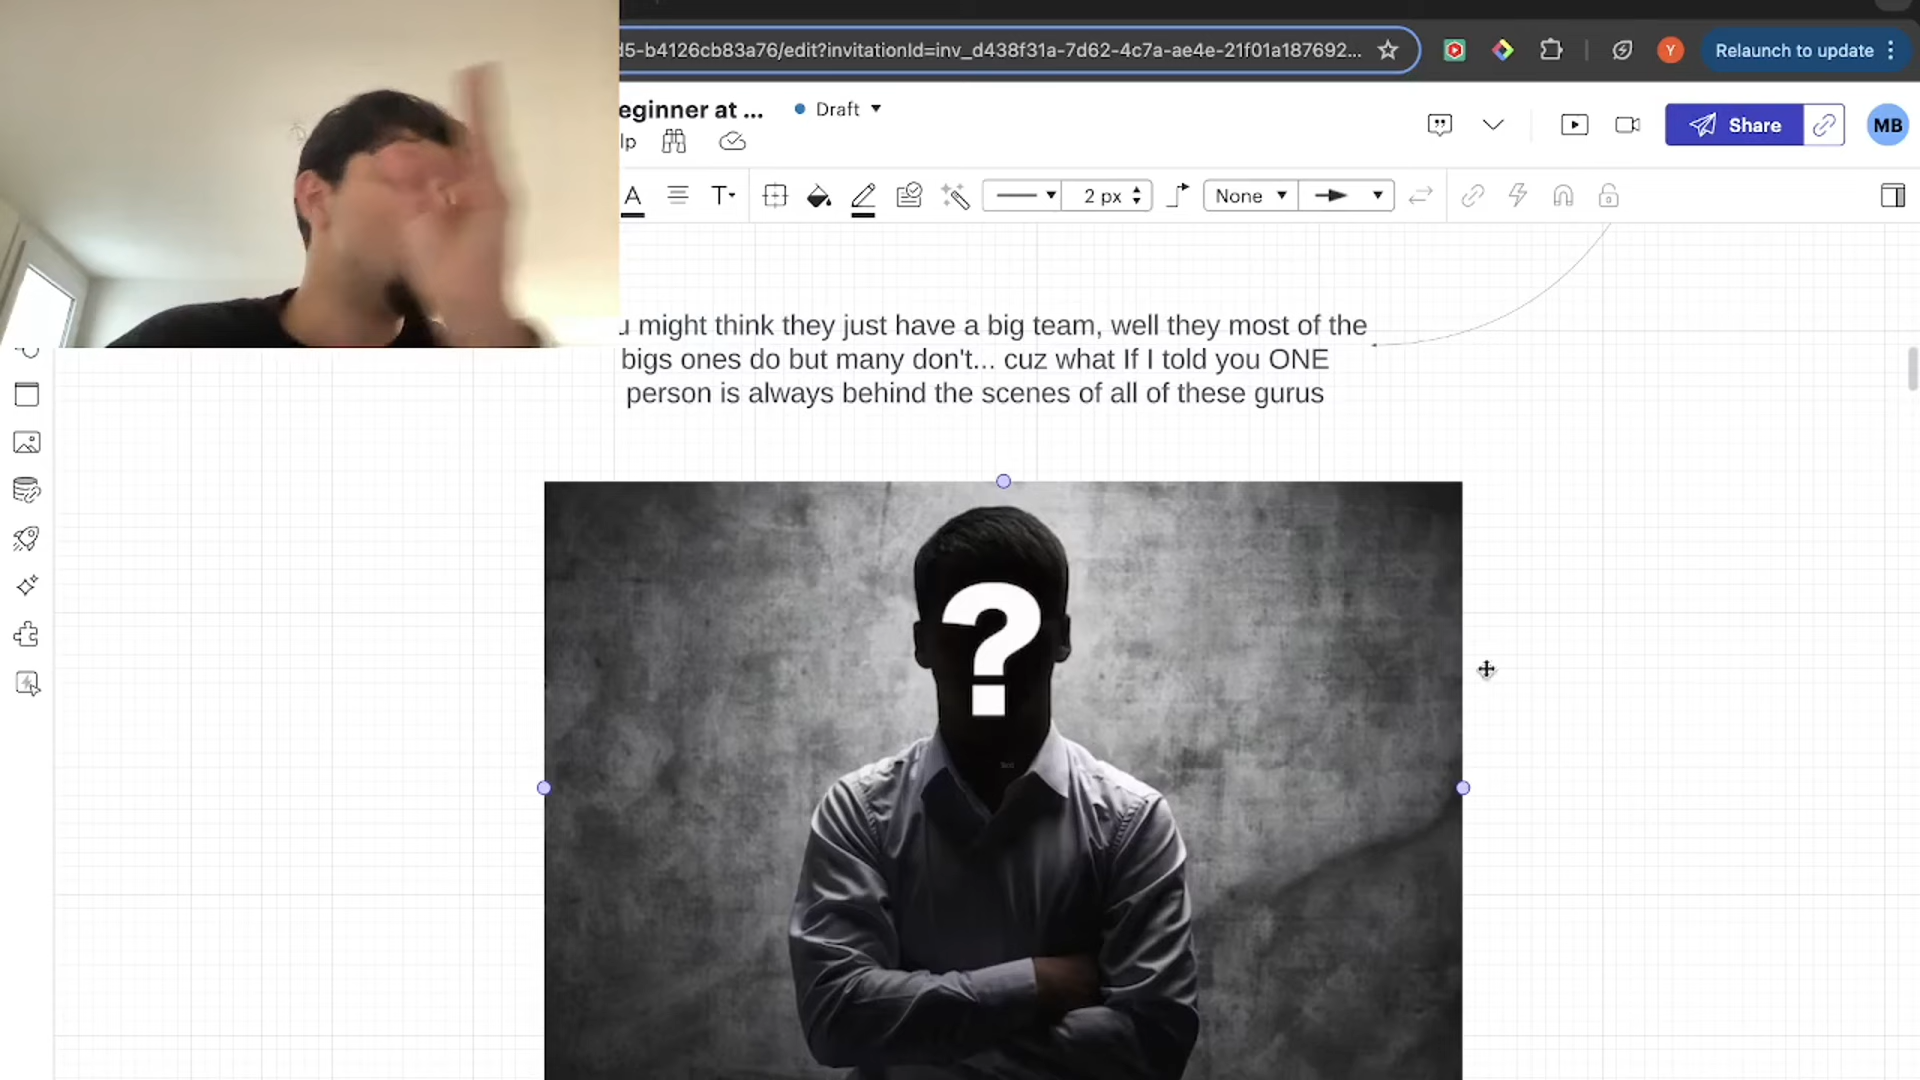 d5-b4126cb83a76/edit?invitationId=inv_d438f31a-7d62-4c7a-ae4e-21f01a187692...
Y
Relaunch to update
eginner at ...
Draft
Share
MB
lp
A
T
2 px
None
u might think they just have a big team, well they most of the
bigs ones do but many don't... cuz what If I told you ONE
person is always behind the scenes of all of these gurus
?
Text